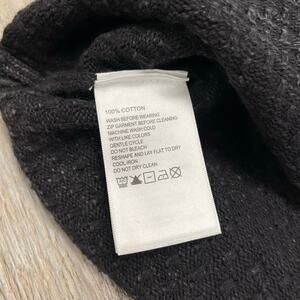 100% COTTON
WASH BEFORE WEARING
ZIP GARMENT BEFORE CLEANING
MACHINE WASH COLD
WITH LIKE COLORS
GENTLE CYCLE
DO NOT BLEACH
RESHAPE AND LAY FLAT TO DRY
COOL IRON
DO NOT DRY CLEAN